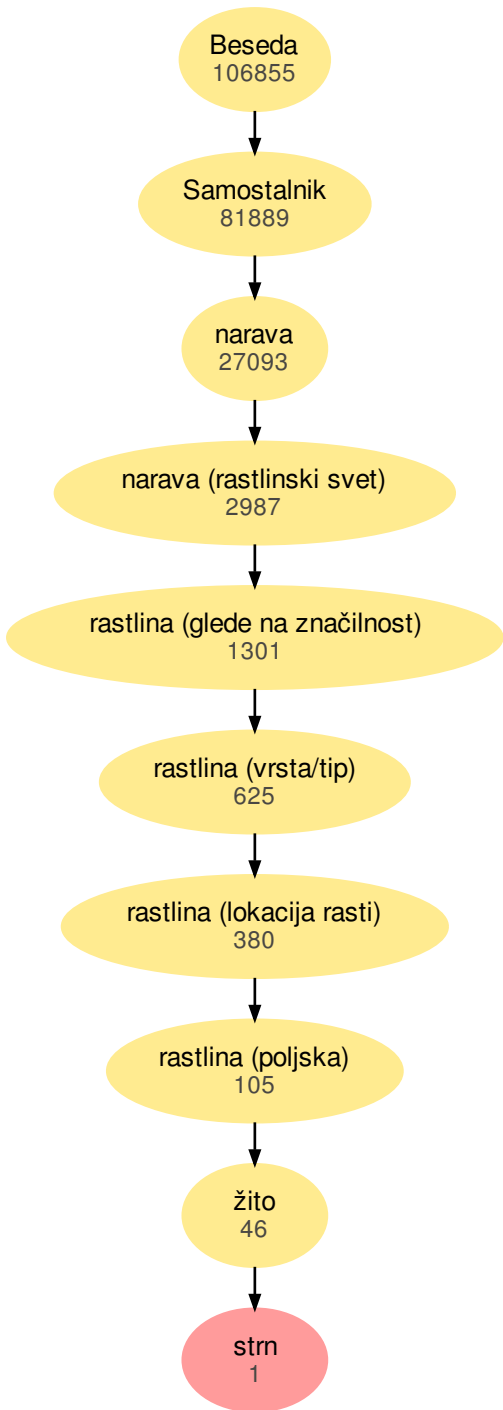 Beseda
106855
Samostalnik
81889
narava
27093
narava (rastlinski svet)
2987
rastlina (glede na značilnost)
1301
rastlina (vrsta/tip)
625
rastlina (lokacija rasti)
380
rastlina (poljska)
105
žito
46
strn
1